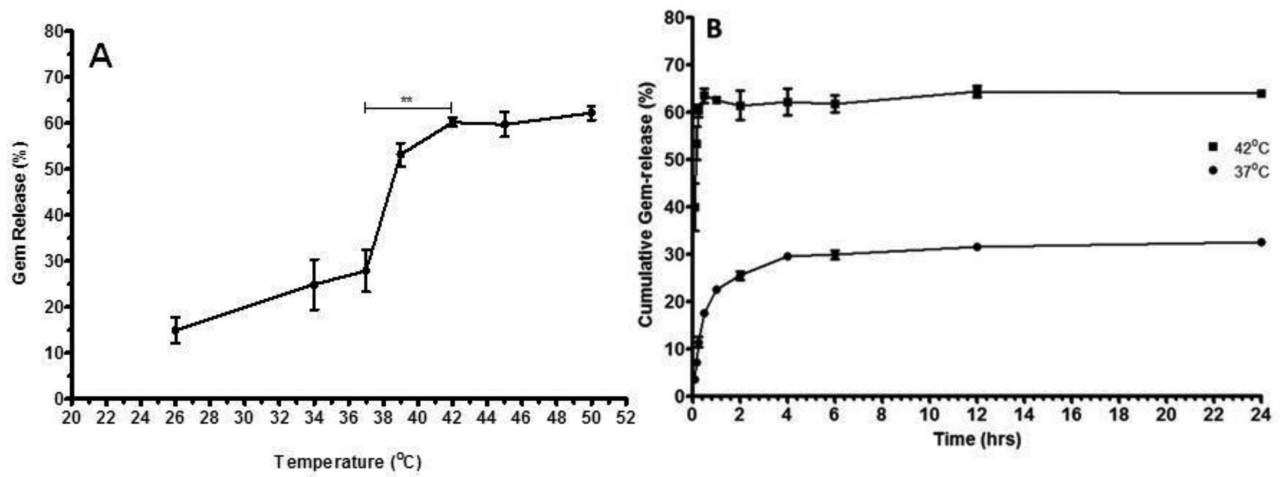 A
Gem Release (%)
80
70
60
50
40
30
20
10
0
**
20 22 24 26 28 30 32 34 36 38 40 42 44 46 48 50 52
Temperature (°C)
B
Cumulative Gem-release (%)
80
70
60
50
40
30
20
10
0
42°C
37°C
0 2 4 6 8 10 12 14 16 18 20 22 24
Time (hrs)